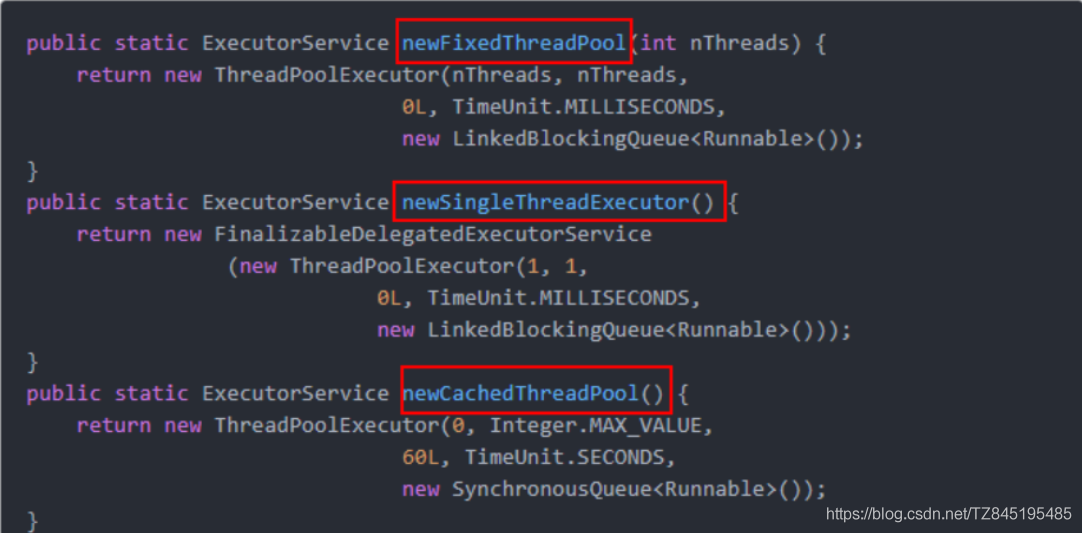 public static ExecutorService newFixedThreadPool(int nThreads) {
    return new ThreadPoolExecutor(nThreads, nThreads,
                              0L, TimeUnit.MILLISECONDS,
                              new LinkedBlockingQueue<Runnable>());
}
public static ExecutorService newSingleThreadExecutor() {
    return new FinalizableDelegatedExecutorService
                (new ThreadPoolExecutor(1, 1,
                            0L, TimeUnit.MILLISECONDS,
                            new LinkedBlockingQueue<Runnable>()));
}
public static ExecutorService newCachedThreadPool() {
    return new ThreadPoolExecutor(0, Integer.MAX_VALUE,
                              60L, TimeUnit.SECONDS,
                              new SynchronousQueue<Runnable>());
}
https://blog.csdn.net/TZ845195485